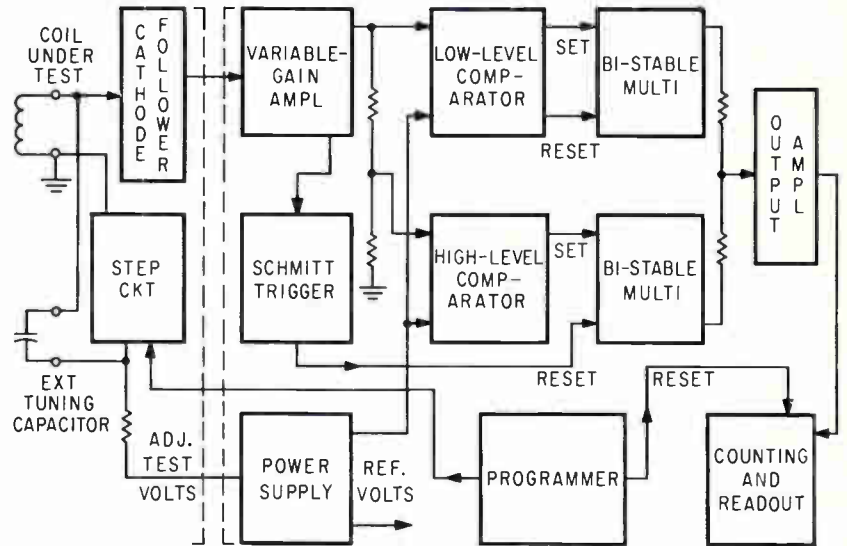 COIL
UNDER
TEST
CATHODE
FOLLOWER
VARIABLE-
GAIN
AMPL
LOW-LEVEL
COMP-
ARATOR
SET
RESET
BI-STABLE
MULTI
OUTPUT
AMPL
STEP
CKT
SCHMITT
TRIGGER
HIGH-LEVEL
COMP-
ARATOR
SET
RESET
BI-STABLE
MULTI
EXT
TUNING
CAPACITOR
ADJ.
TEST
VOLTS
POWER
SUPPLY
REF.
VOLTS
PROGRAMMER
RESET
COUNTING
AND
READOUT